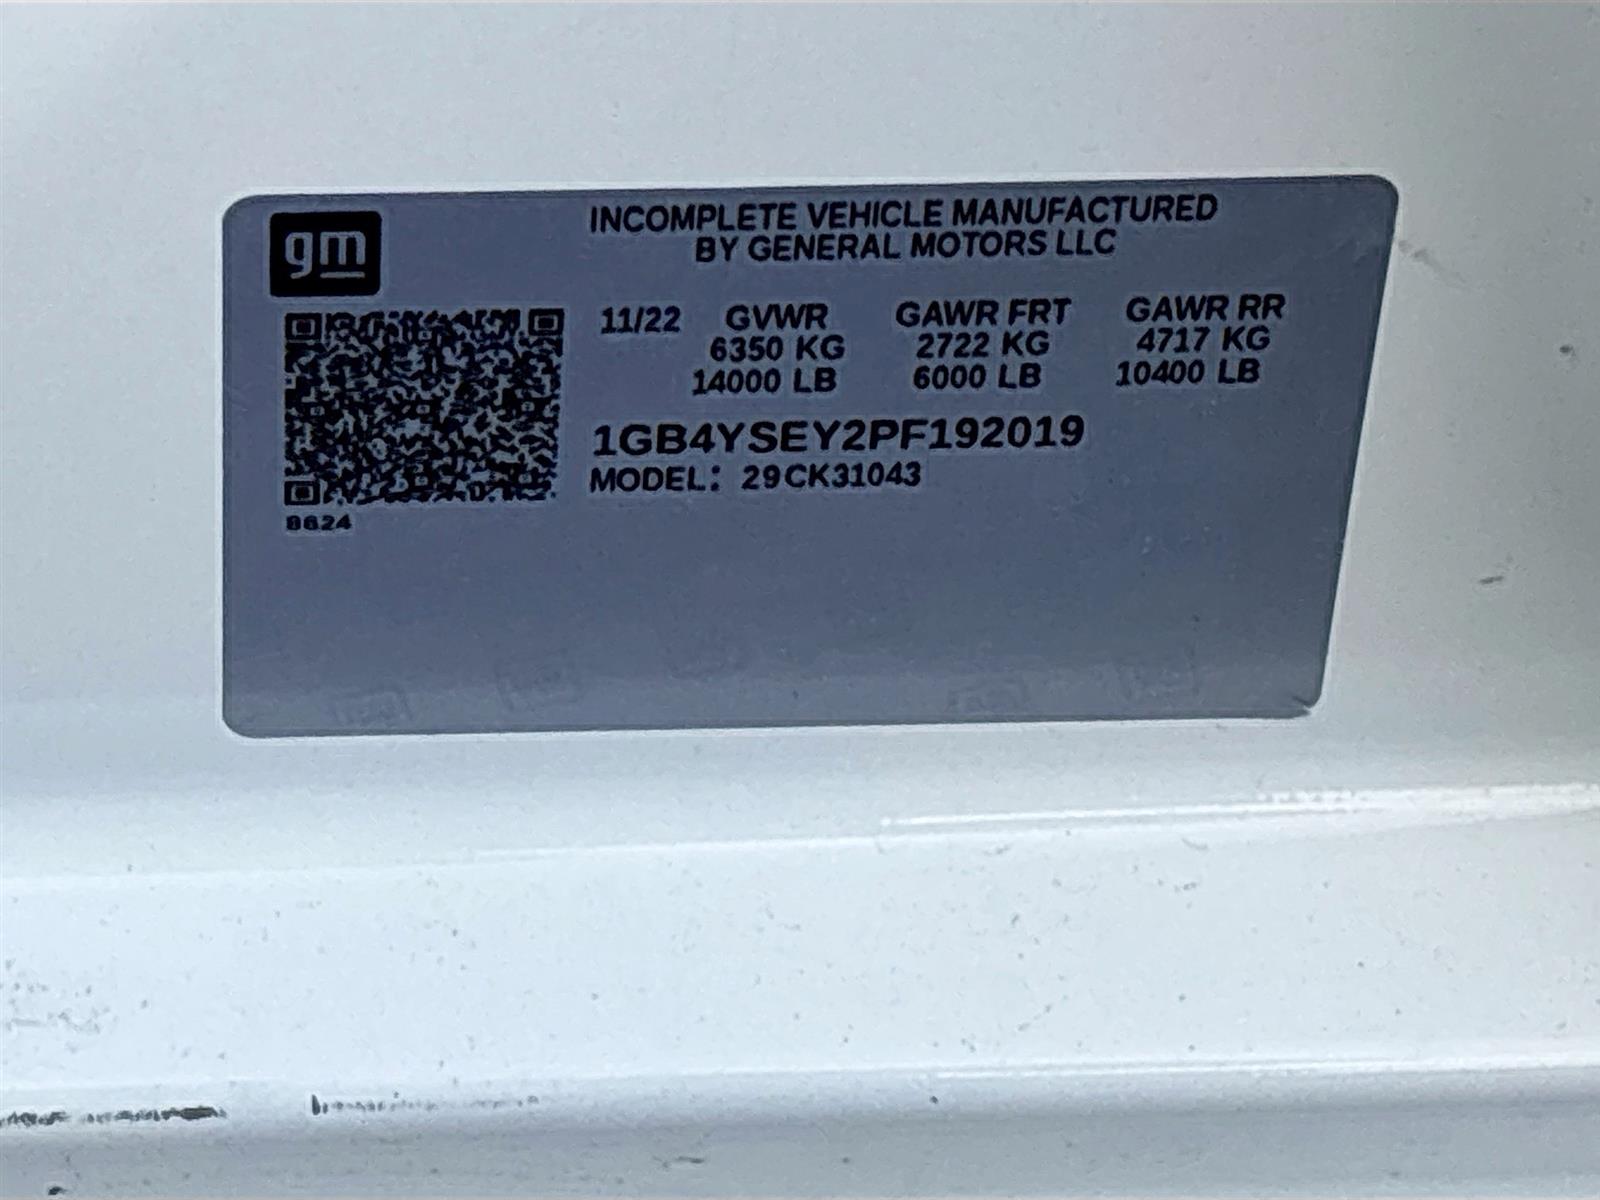 gm
INCOMPLETE VEHICLE MANUFACTURED
BY GENERAL MOTORS LLC
11/22 GVWR GAWR FRT GAWR RR
6350 KG 2722 KG 4717 KG
14000 LB 6000 LB 10400 LB
1GB4YSEY2PF192019
MODEL: 29CK31043
8624